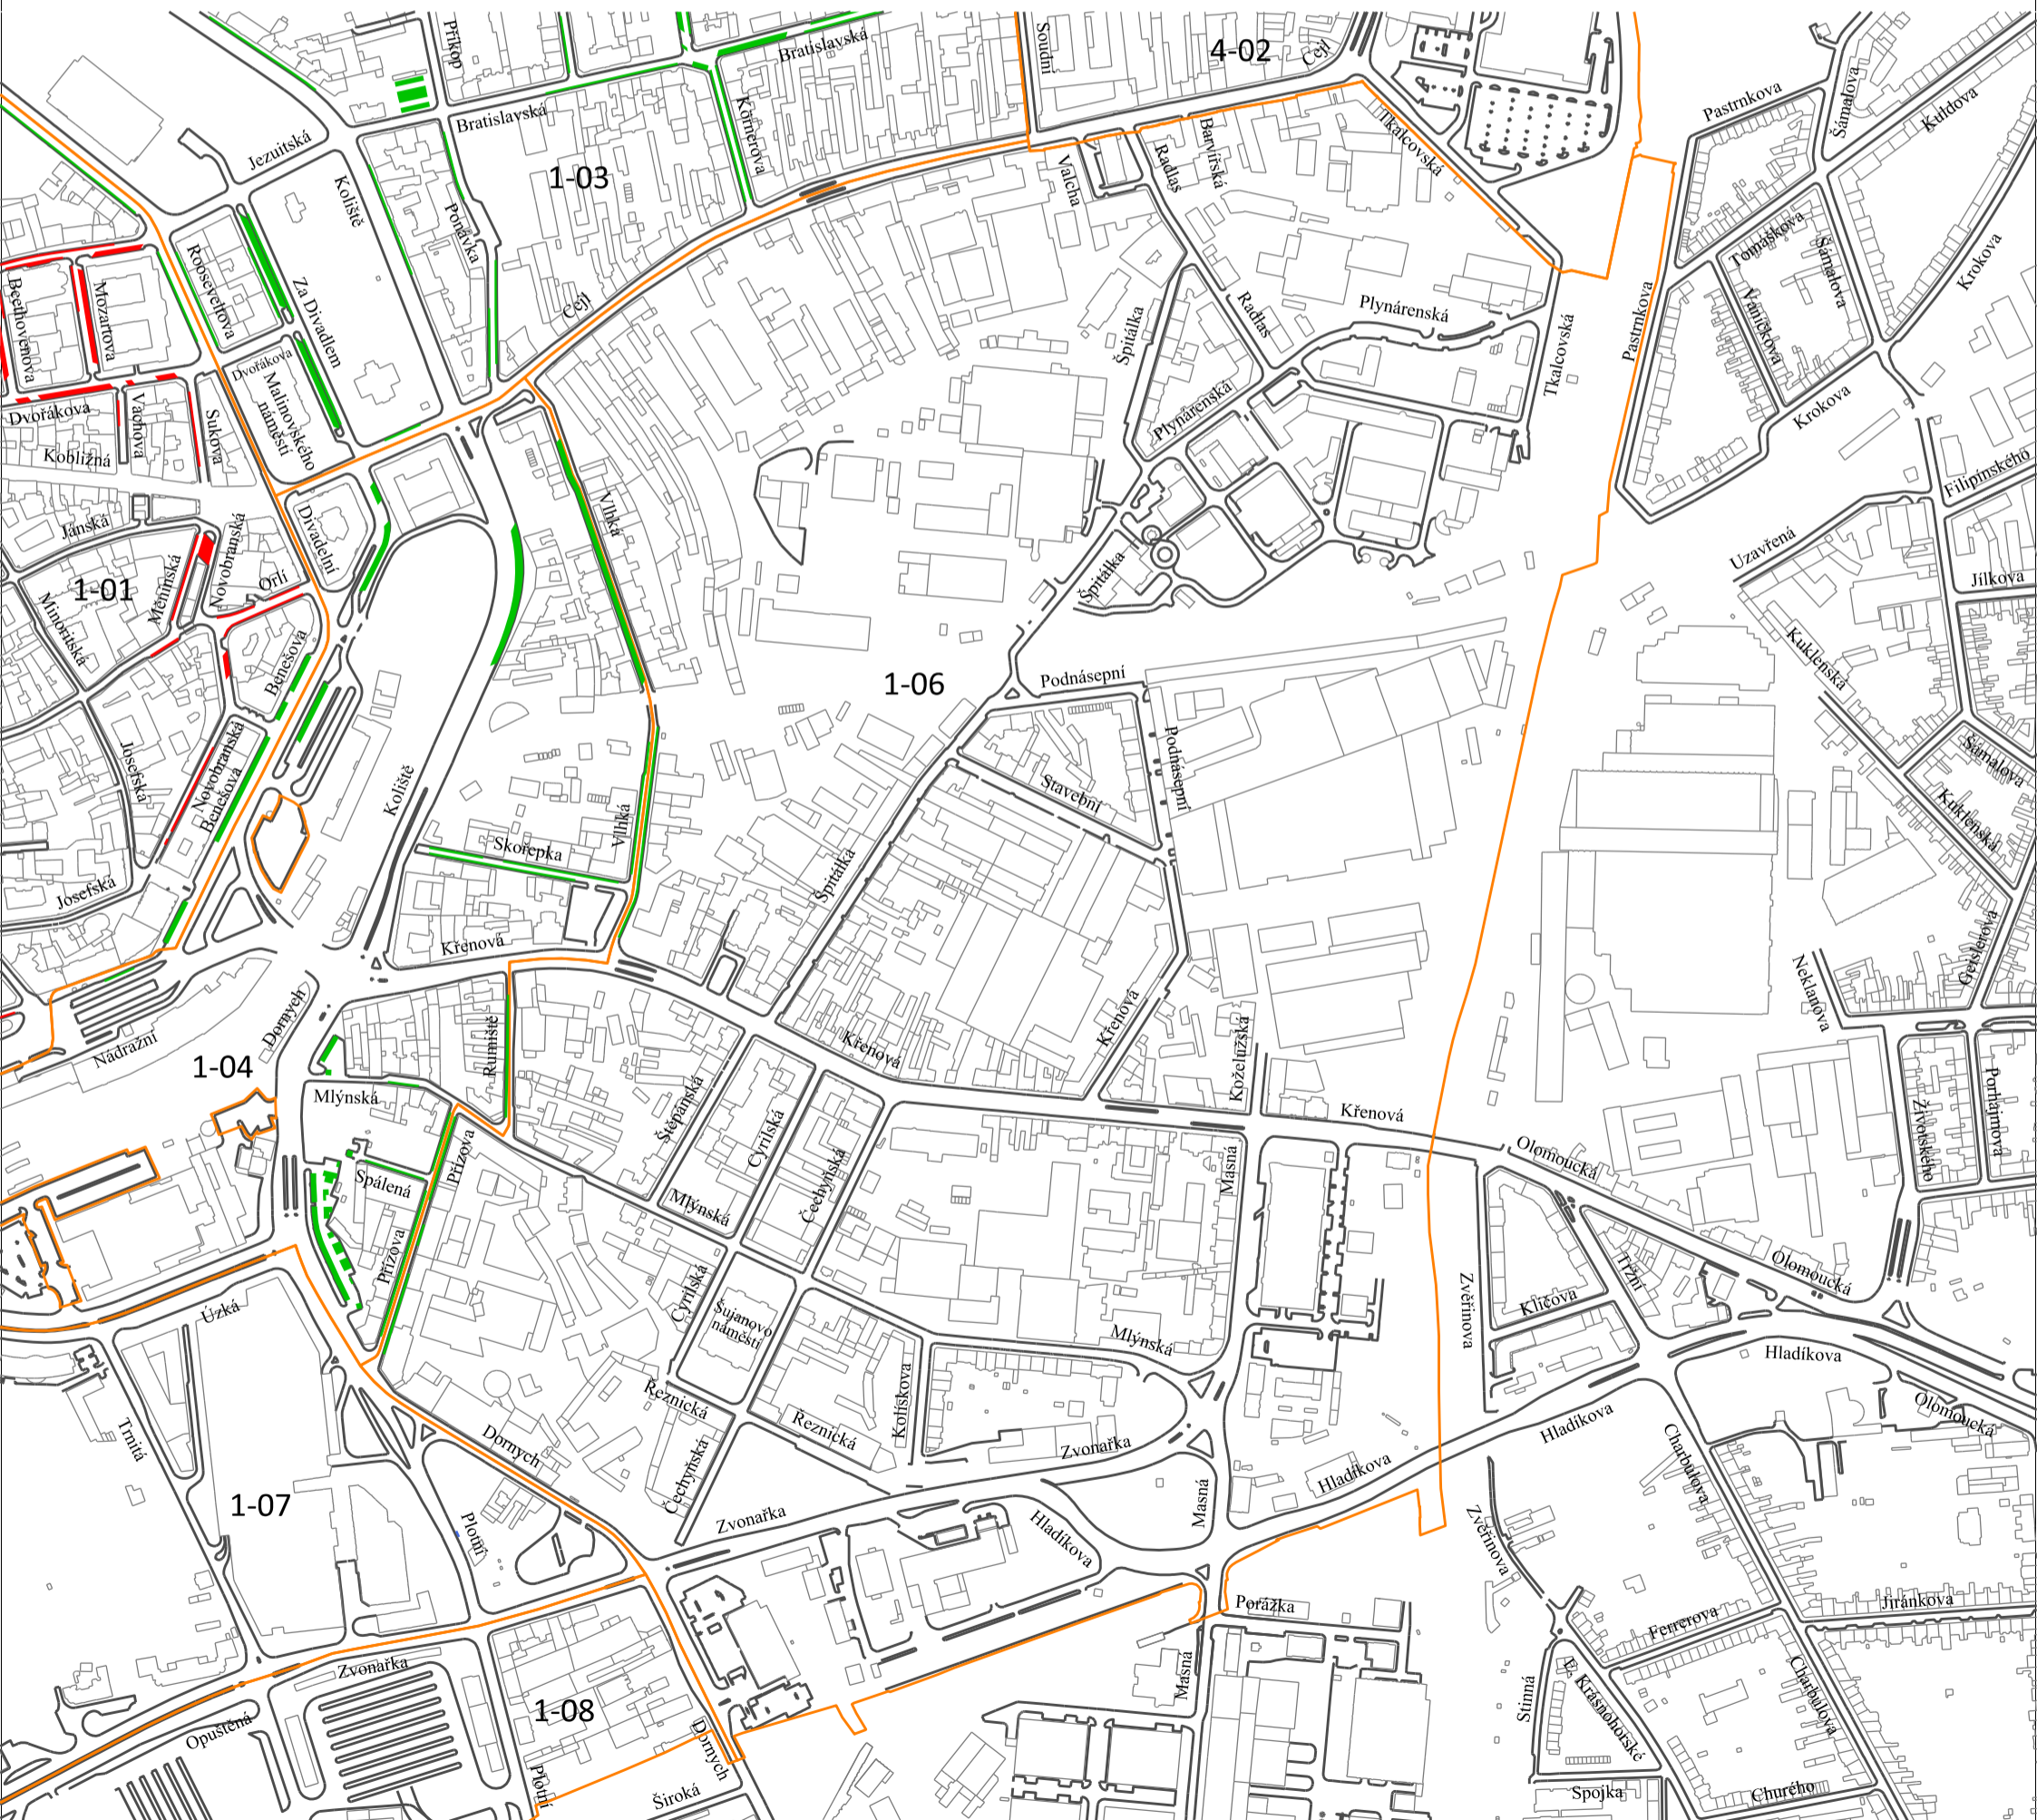 Příkop
Bratislavská
Soudní
4-02
Cejl
Pastrnkova
Šámalova
Kuldova
Jezuitská
Koliště
Bratislavská
Körnerova
1-03
Valcha
Radlas
Barvířská
Tkalcovská
Ponávka
Rooseveltova
Za Divadlem
Beethovenova
Mozartova
Cejl
Tomáškova
Šámalova
Krokova
Vaníčkova
Pastrnkova
Špitálka
Radlas
Plynárenská
Tkalcovská
Dvořákova
Malinovského
náměstí
Dvořákova
Vachova
Sukova
Kobližná
Plynárenská
Krokova
Filipínského
Jánská
Novobranská
Divadelní
Vlhká
1-01
Měnínská
Orlí
Minoritská
Špitálka
Uzavřená
Jílkova
Benešova
Kuklenská
1-06
Podnásepní
Podnásepní
Josefská
Novobranská
Benešova
Koliště
Stavební
Šámalova
Kuklenská
Vlhká
Skořepka
Špitálka
Josefská
Křenová
Geislerova
Neklanova
Nádražní
Dornych
1-04
Rumiště
Křenová
Křenová
Koželužská
Mlýnská
Štěpánská
Cyrilská
Čechyňská
Křenová
Olomoucká
Životského
Porhajmova
Přízova
Spálená
Masná
Mlýnská
Přízova
Úzká
Cyrilská
Šujanovo
náměstí
Mlýnská
Zvěřinova
Klíčova
Tržní
Olomoucká
Hladíkova
Olomoucká
Trnitá
Řeznická
Řeznická
Kolískova
Dornych
Zvonařka
Hladíkova
Charbulova
Čechyňská
Hladíkova
1-07
Plotní
Zvonařka
Hladíkova
Masná
Zvěřinova
Porážka
Jiránkova
Ferrerova
Zvonařka
Masná
Stinná
E. Krásnohorské
Charbulova
1-08
Opuštěná
Dornych
Plotní
Široká
Spojka
Churého